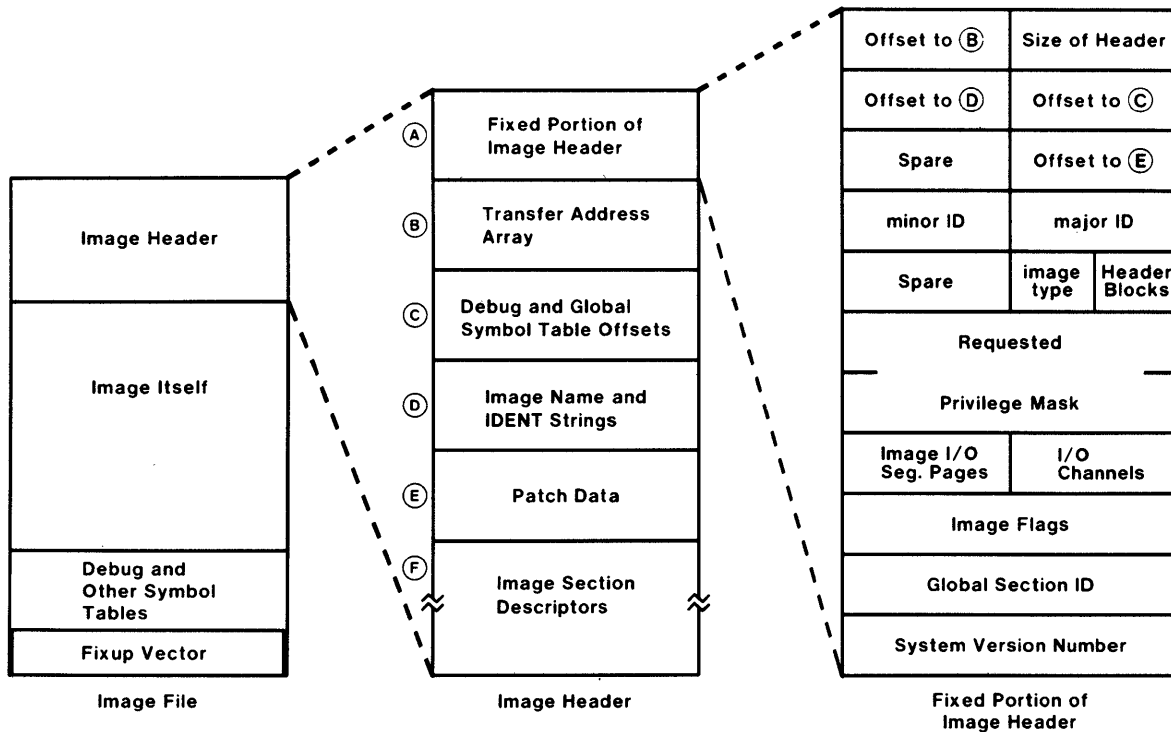 Image Header
Image Itself
Debug and
Other Symbol
Tables
Fixup Vector
Image File
A
Fixed Portion of
Image Header
B
Transfer Address
Array
C
Debug and Global
Symbol Table Offsets
D
Image Name and
IDENT Strings
E
Patch Data
F
Image Section
Descriptors
Image Header
Offset to B
Size of Header
Offset to D
Offset to C
Spare
Offset to E
minor ID
major ID
Spare
image
type
Header
Blocks
Requested
Privilege Mask
Image I/O
Seg. Pages
I/O
Channels
Image Flags
Global Section ID
System Version Number
Fixed Portion of
Image Header